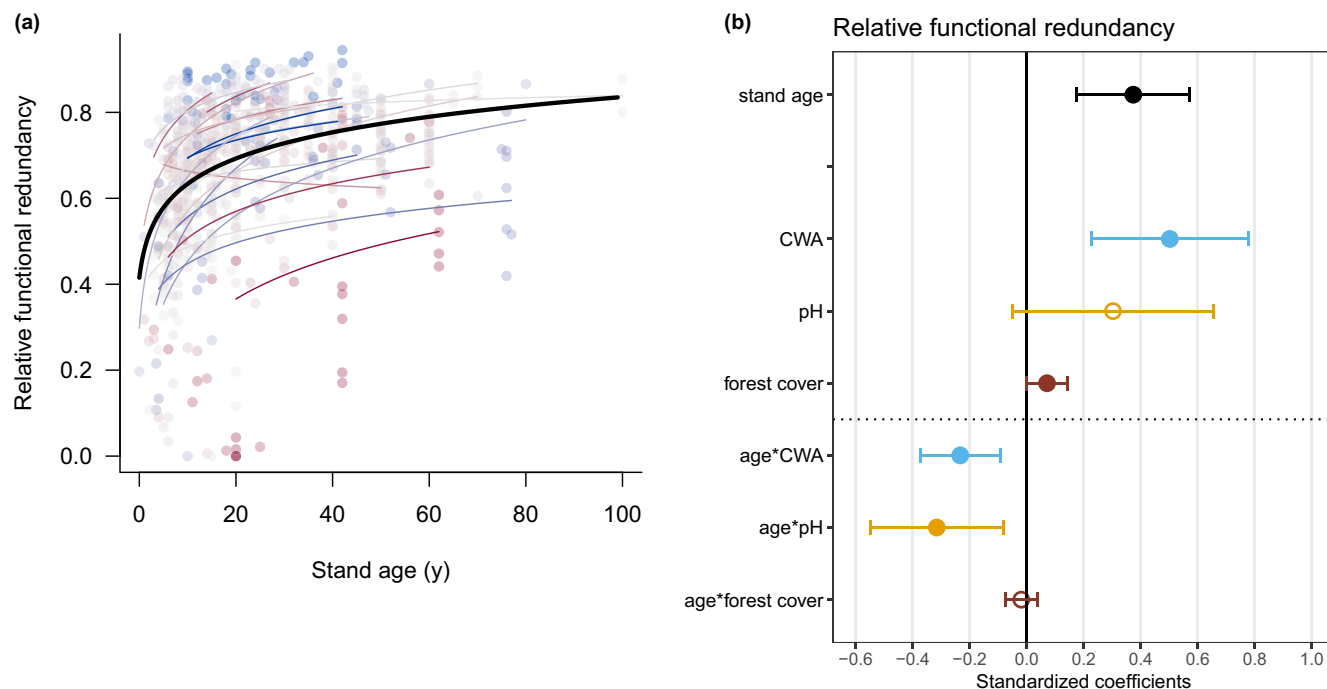 (a)
Relative functional redundancy
0.8
0.6
0.4
0.2
0.0
0 20 40 60 80 100
Stand age (y)
(b)
Relative functional redundancy
stand age
CWA
pH
forest cover
age*CWA
age*pH
age*forest cover
−0.6 −0.4 −0.2 0.0 0.2 0.4 0.6 0.8 1.0
Standardized coefficients